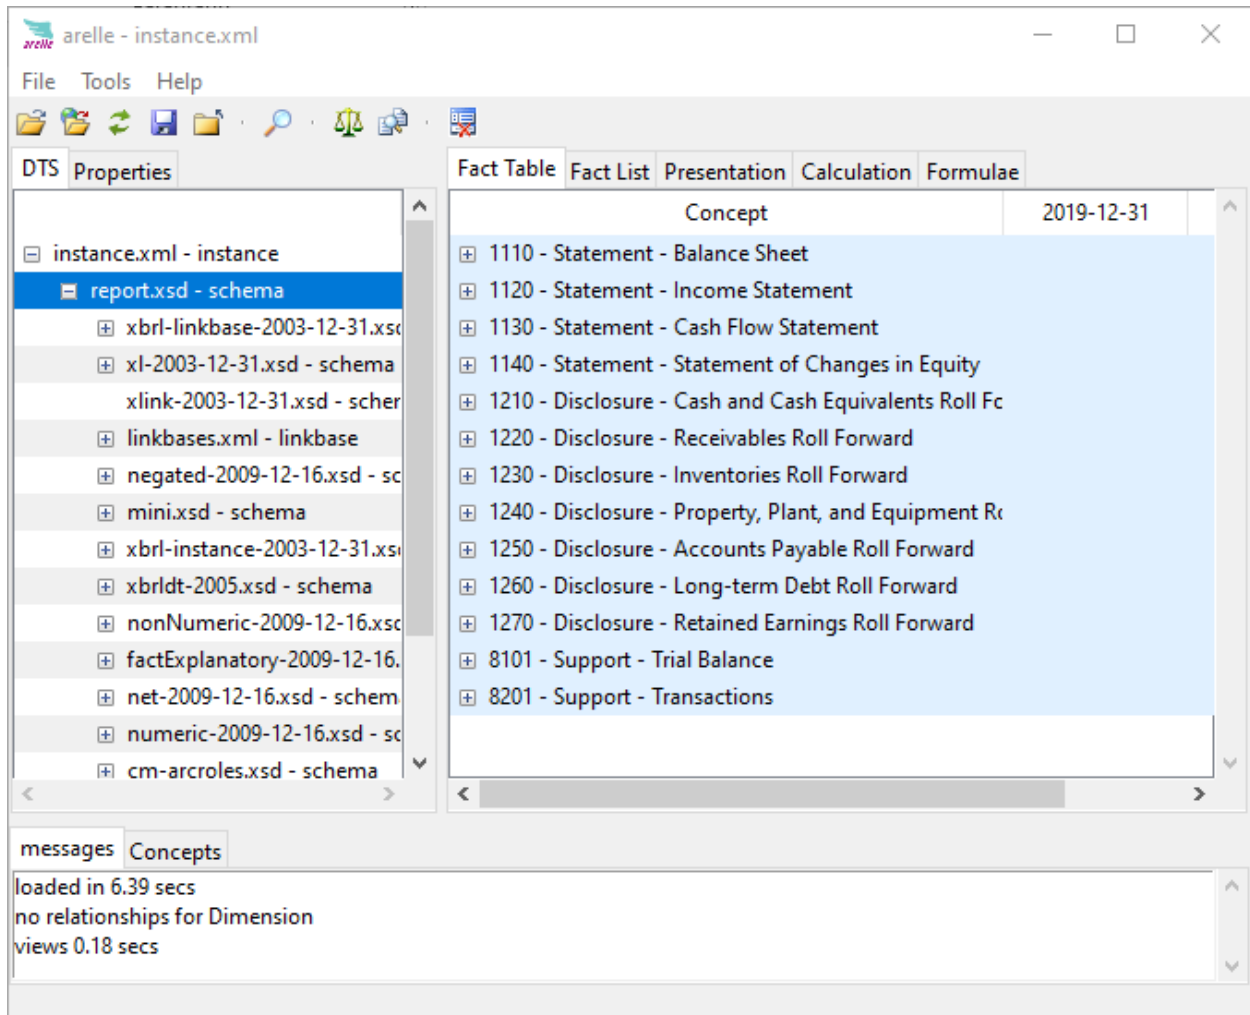 arelle
arelle - instance.xml
File Tools Help
DTS Properties
instance.xml - instance
report.xsd - schema
xbrl-linkbase-2003-12-31.xsd
xl-2003-12-31.xsd - schema
xlink-2003-12-31.xsd - scher
linkbases.xml - linkbase
negated-2009-12-16.xsd - sc
mini.xsd - schema
xbrl-instance-2003-12-31.xs
xbrldt-2005.xsd - schema
nonNumeric-2009-12-16.xsc
factExplanatory-2009-12-16.
net-2009-12-16.xsd - schem
numeric-2009-12-16.xsd - sc
cm-arcroles.xsd - schema
Fact Table Fact List Presentation Calculation Formulae
Concept 2019-12-31
1110 - Statement - Balance Sheet
1120 - Statement - Income Statement
1130 - Statement - Cash Flow Statement
1140 - Statement - Statement of Changes in Equity
1210 - Disclosure - Cash and Cash Equivalents Roll Fc
1220 - Disclosure - Receivables Roll Forward
1230 - Disclosure - Inventories Roll Forward
1240 - Disclosure - Property, Plant, and Equipment Ro
1250 - Disclosure - Accounts Payable Roll Forward
1260 - Disclosure - Long-term Debt Roll Forward
1270 - Disclosure - Retained Earnings Roll Forward
8101 - Support - Trial Balance
8201 - Support - Transactions
messages Concepts
loaded in 6.39 secs
no relationships for Dimension
views 0.18 secs